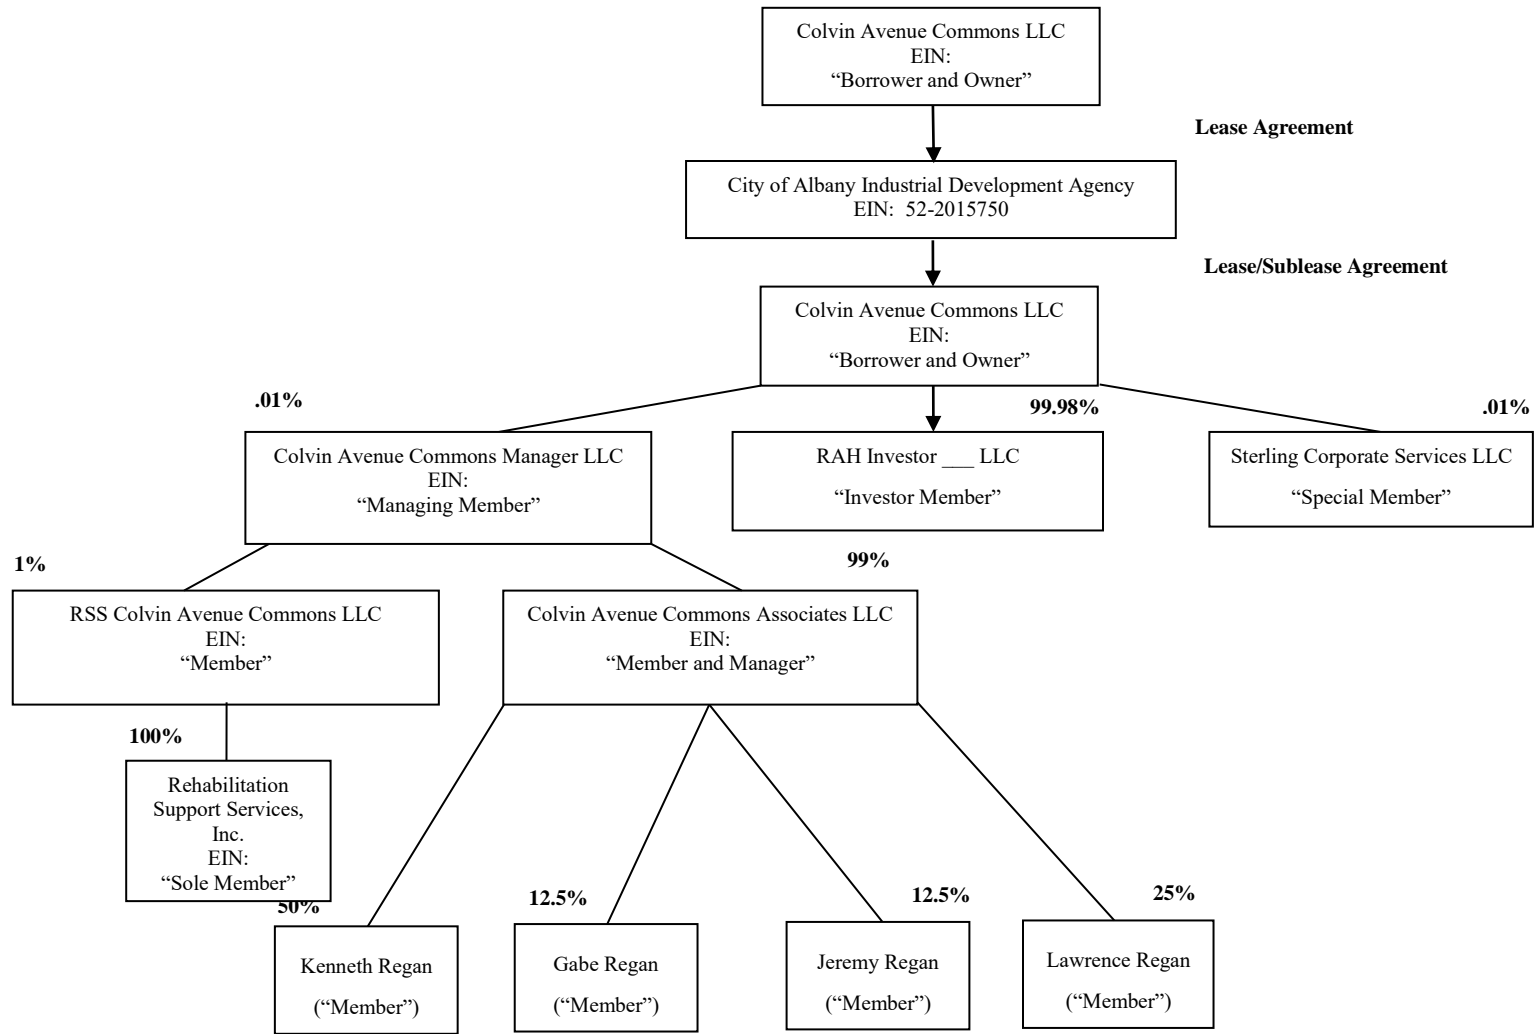 Colvin Avenue Commons LLC
EIN:
“Borrower and Owner”
Lease Agreement
City of Albany Industrial Development Agency
EIN:  52-2015750
Lease/Sublease Agreement
Colvin Avenue Commons LLC
EIN:
“Borrower and Owner”
.01%
99.98%
.01%
Colvin Avenue Commons Manager LLC
EIN:
“Managing Member”
RAH Investor ___ LLC
“Investor Member”
Sterling Corporate Services LLC
“Special Member”
1%
99%
RSS Colvin Avenue Commons LLC
EIN:
“Member”
Colvin Avenue Commons Associates LLC
EIN:
“Member and Manager”
100%
Rehabilitation
Support Services,
Inc.
EIN:
“Sole Member”
50%
12.5%
12.5%
25%
Kenneth Regan
(“Member”)
Gabe Regan
(“Member”)
Jeremy Regan
(“Member”)
Lawrence Regan
(“Member”)